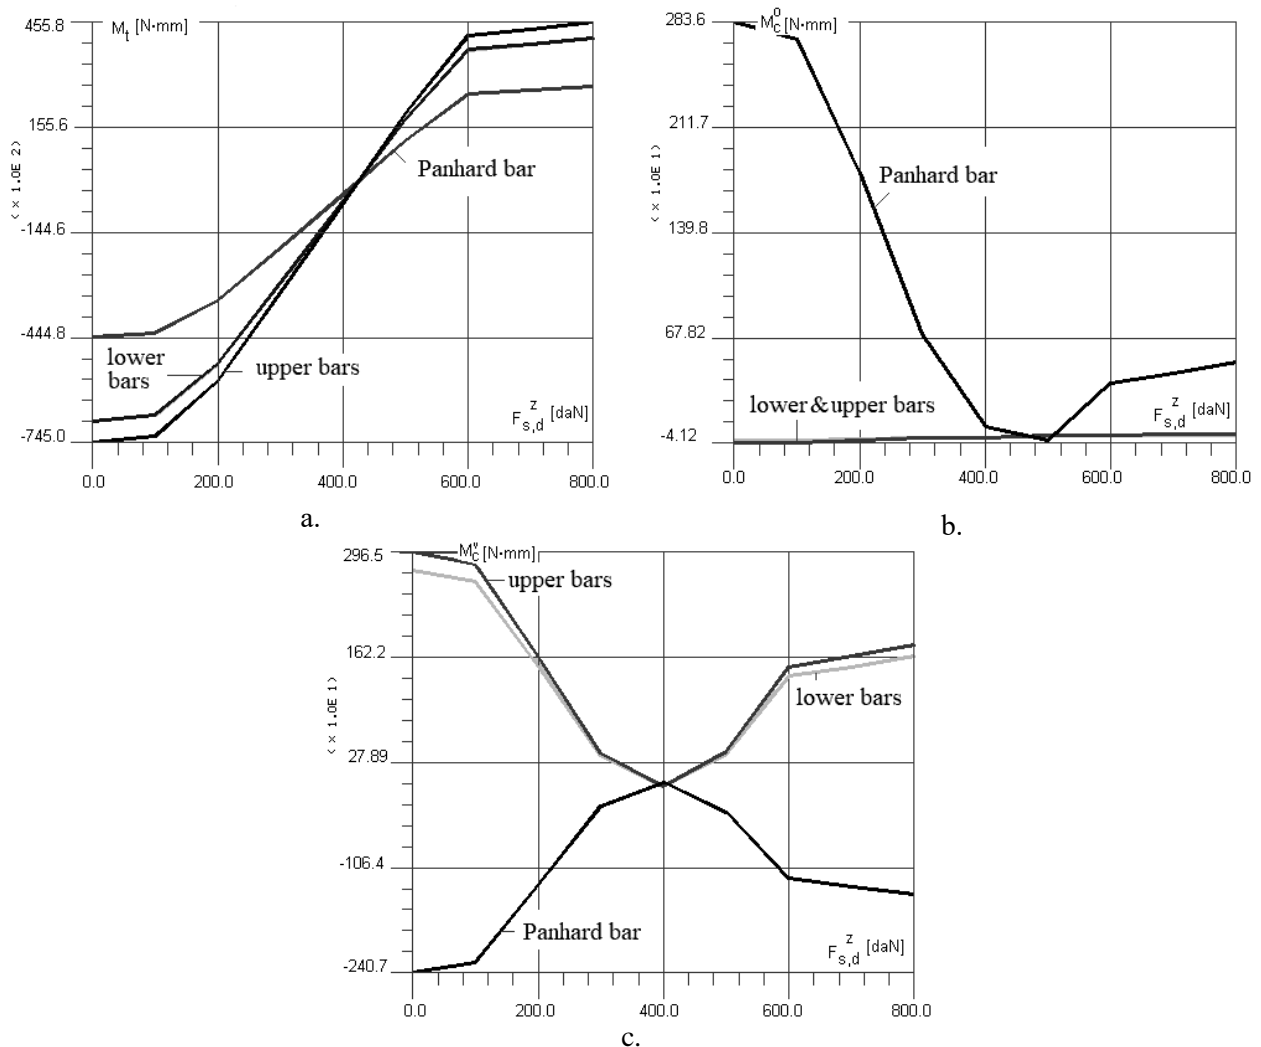 455.8
M_t [N·mm]
155.6
< x 1.0E 2>
Panhard bar
-144.6
-444.8
lower
bars
upper bars
F_s,d^z [daN]
-745.0
0.0 200.0 400.0 600.0 800.0
a.
283.6
M_c^0 [N·mm]
211.7
< x 1.0E 1>
Panhard bar
139.8
67.82
lower&upper bars
F_s,d^z [daN]
-4.12
0.0 200.0 400.0 600.0 800.0
b.
296.5
M_c^v [N·mm]
upper bars
162.2
< x 1.0E 1>
lower bars
27.89
-106.4
Panhard bar
F_s,d^z [daN]
-240.7
0.0 200.0 400.0 600.0 800.0
c.